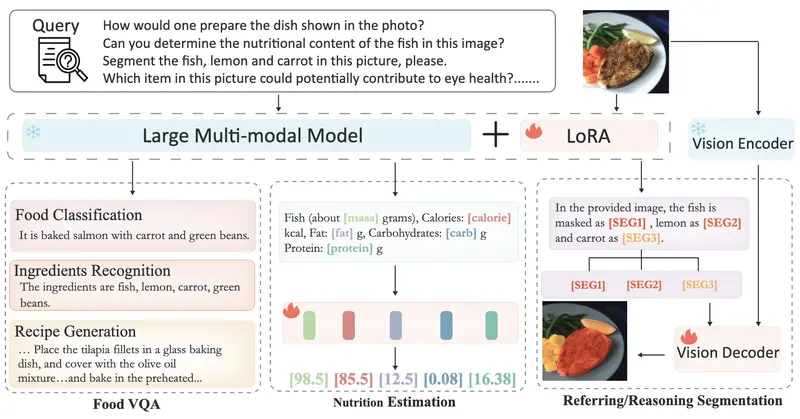 Query
How would one prepare the dish shown in the photo?
Can you determine the nutritional content of the fish in this image?
Segment the fish, lemon and carrot in this picture, please.
Which item in this picture could potentially contribute to eye health?.......
Large Multi-modal Model
+
LoRA
Vision Encoder
Food Classification
It is baked salmon with carrot and green beans.
Ingredients Recognition
The ingredients are fish, lemon, carrot, green
beans.
Recipe Generation
... Place the tilapia fillets in a glass baking
dish, and cover with the olive oil
mixture…and bake in the preheated...
Food VQA
Fish (about [mass] grams), Calories: [calorie]
kcal, Fat: [fat] g, Carbohydrates: [carb] g
Protein: [protein] g
[98.5] [85.5] [12.5] [0.08] [16.38]
Nutrition Estimation
In the provided image, the fish is
masked as [SEG1] , lemon as [SEG2]
and carrot as [SEG3].
[SEG1] [SEG2] [SEG3]
Vision Decoder
Referring/Reasoning Segmentation